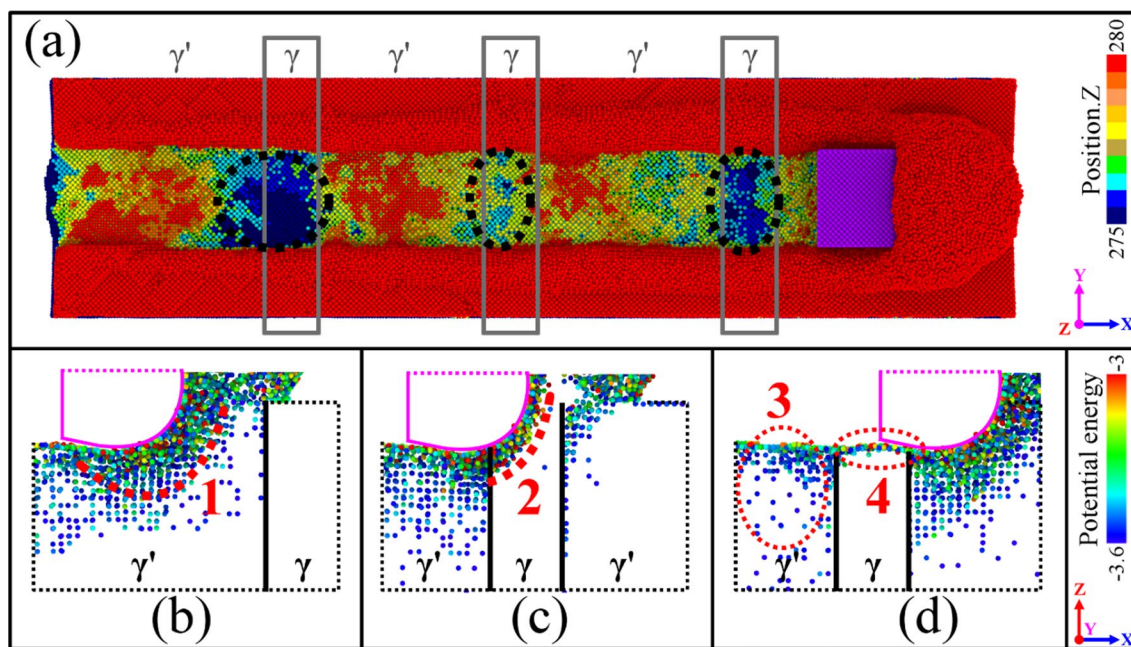 (a)
γ' γ γ' γ γ' γ
280
Position.Z
275
Y
Z X
1
γ' γ
(b)
2
γ' γ γ'
(c)
3
4
γ' γ
(d)
-3
Potential energy
-3.6
Z
Y
X